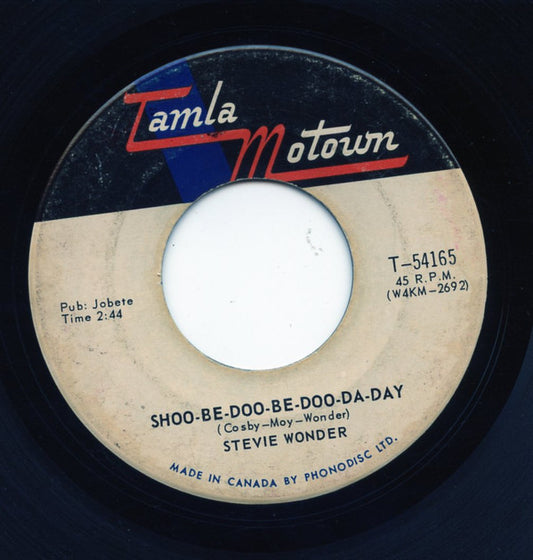 Tamla
Motown
T-54165
45 R.P.M.
(W4KM-2692)
Pub: Jobete
Time 2:44
SHOO-BE-DOO-BE-DOO-DA-DAY
(Cosby-Moy-Wonder)
STEVIE WONDER
MADE IN CANADA BY PHONODISC LTD.